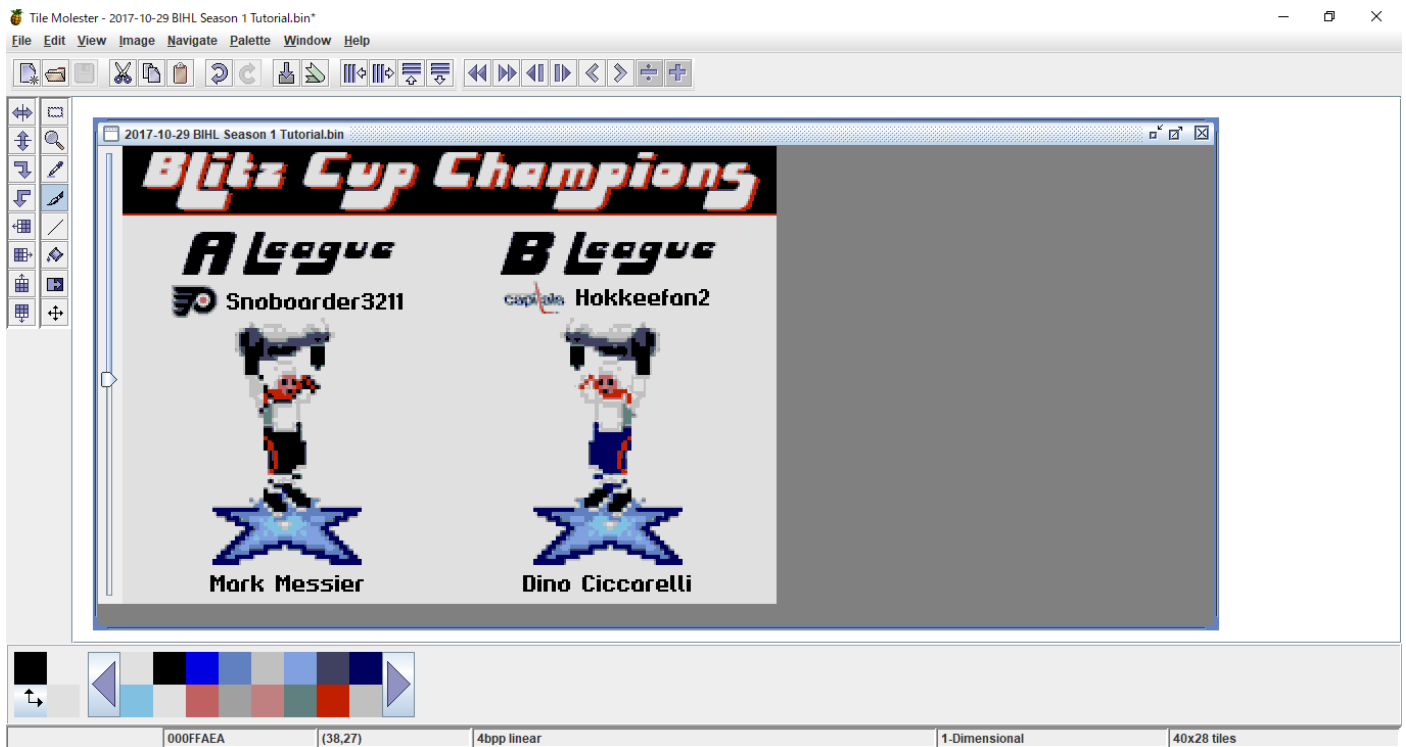 Tile Molester - 2017-10-29 BIHL Season 1 Tutorial.bin*
File Edit View Image Navigate Palette Window Help
2017-10-29 BIHL Season 1 Tutorial.bin
Blitz Cup Champions
A League B League
Snoboarder3211 capitals Hokkeefan2
Mark Messier Dino Ciccarelli
000FFAEA (38,27) 4bpp linear 1-Dimensional 40x28 tiles